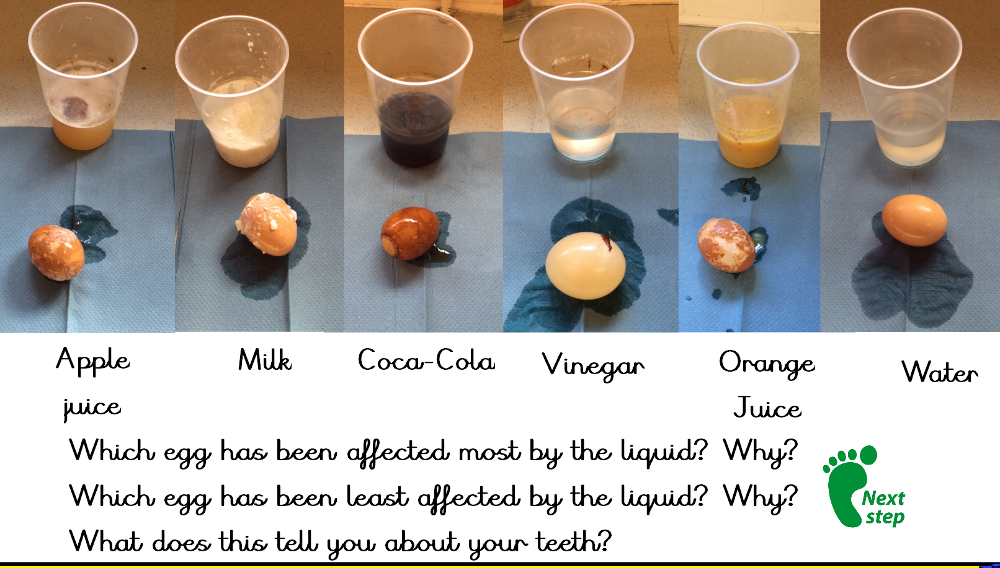 Apple Milk Coca-Cola Vinegar Orange Water
juice Juice
Which egg has been affected most by the liquid? Why?
Which egg has been least affected by the liquid? Why?
What does this tell you about your teeth?
Next
step